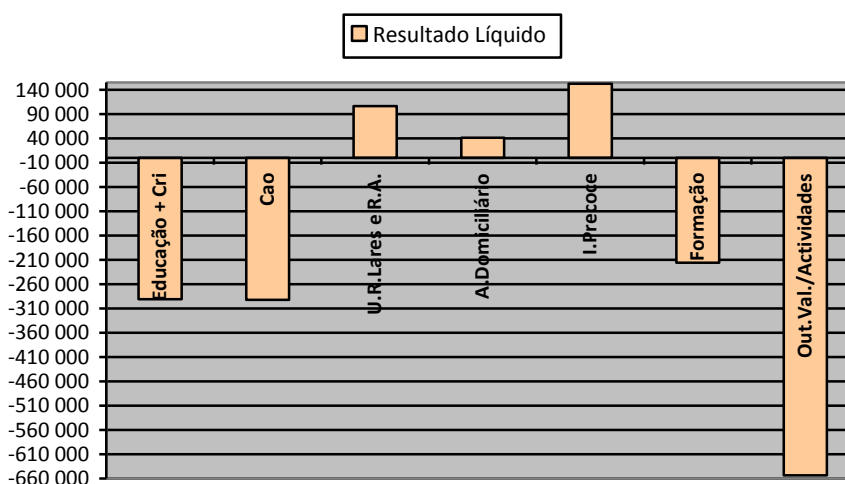 Resultado Líquido
140 000
90 000
40 000
-10 000
-60 000
-110 000
-160 000
-210 000
-260 000
-310 000
-360 000
-410 000
-460 000
-510 000
-560 000
-610 000
-660 000
Educação + Cri
Cao
U.R.Lares e R.A.
A.Domiciliário
I.Precoce
Formação
Out.Val./Actividades